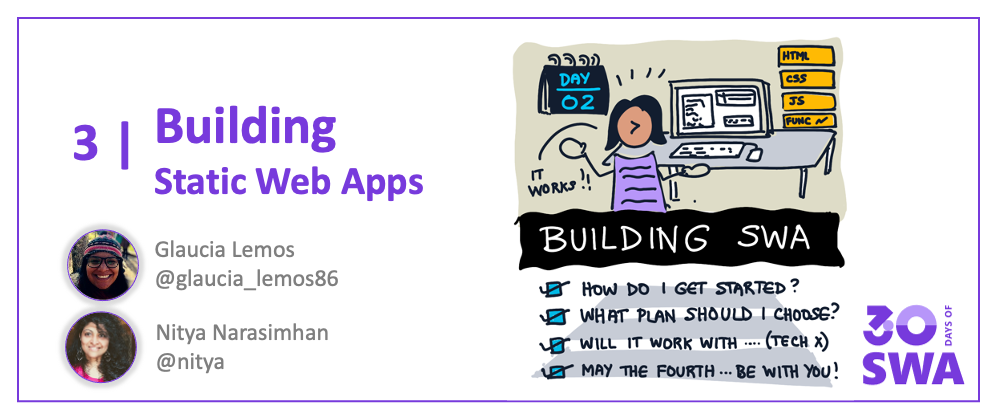 3 | Building
Static Web Apps
Glaucia Lemos
@glaucia_lemos86
Nitya Narasimhan
@nitya
DAY
02
IT
WORKS!!
HTML
CSS
JS
FUNC
BUILDING SWA
HOW DO I GET STARTED?
WHAT PLAN SHOULD I CHOOSE?
WILL IT WORK WITH .... (TECH X)
MAY THE FOURTH ... BE WITH YOU!
30 DAYS OF
SWA